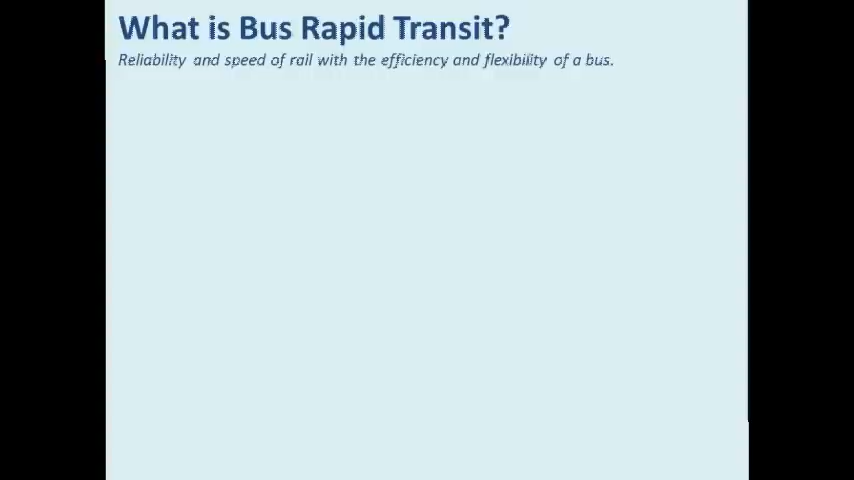 What is Bus Rapid Transit?
Reliability and speed of rail with the efficiency and flexibility of a bus.